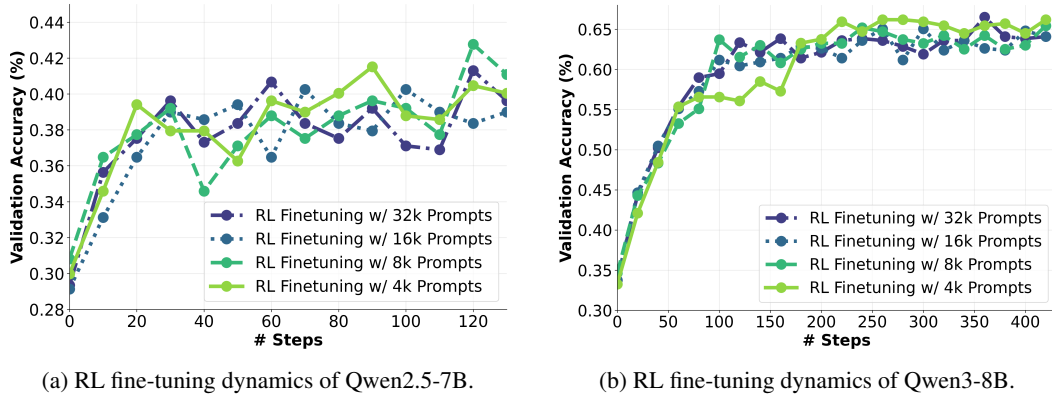 Validation Accuracy (%)
0.44
0.42
0.40
0.38
0.36
0.34
0.32
0.30
0.28
0
20
40
60
80
100
120
# Steps
RL Finetuning w/ 32k Prompts
RL Finetuning w/ 16k Prompts
RL Finetuning w/ 8k Prompts
RL Finetuning w/ 4k Prompts
(a) RL fine-tuning dynamics of Qwen2.5-7B.
Validation Accuracy (%)
0.65
0.60
0.55
0.50
0.45
0.40
0.35
0.30
0
50
100
150
200
250
300
350
400
# Steps
RL Finetuning w/ 32k Prompts
RL Finetuning w/ 16k Prompts
RL Finetuning w/ 8k Prompts
RL Finetuning w/ 4k Prompts
(b) RL fine-tuning dynamics of Qwen3-8B.